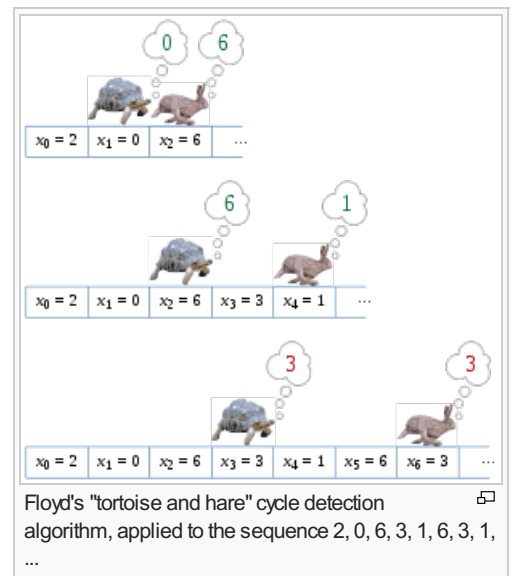 0 6
x0 = 2 x1 = 0 x2 = 6 ...
6 1
x0 = 2 x1 = 0 x2 = 6 x3 = 3 x4 = 1 ...
3 3
x0 = 2 x1 = 0 x2 = 6 x3 = 3 x4 = 1 x5 = 6 x6 = 3 ...
Floyd's "tortoise and hare" cycle detection
algorithm, applied to the sequence 2, 0, 6, 3, 1, 6, 3, 1,
...